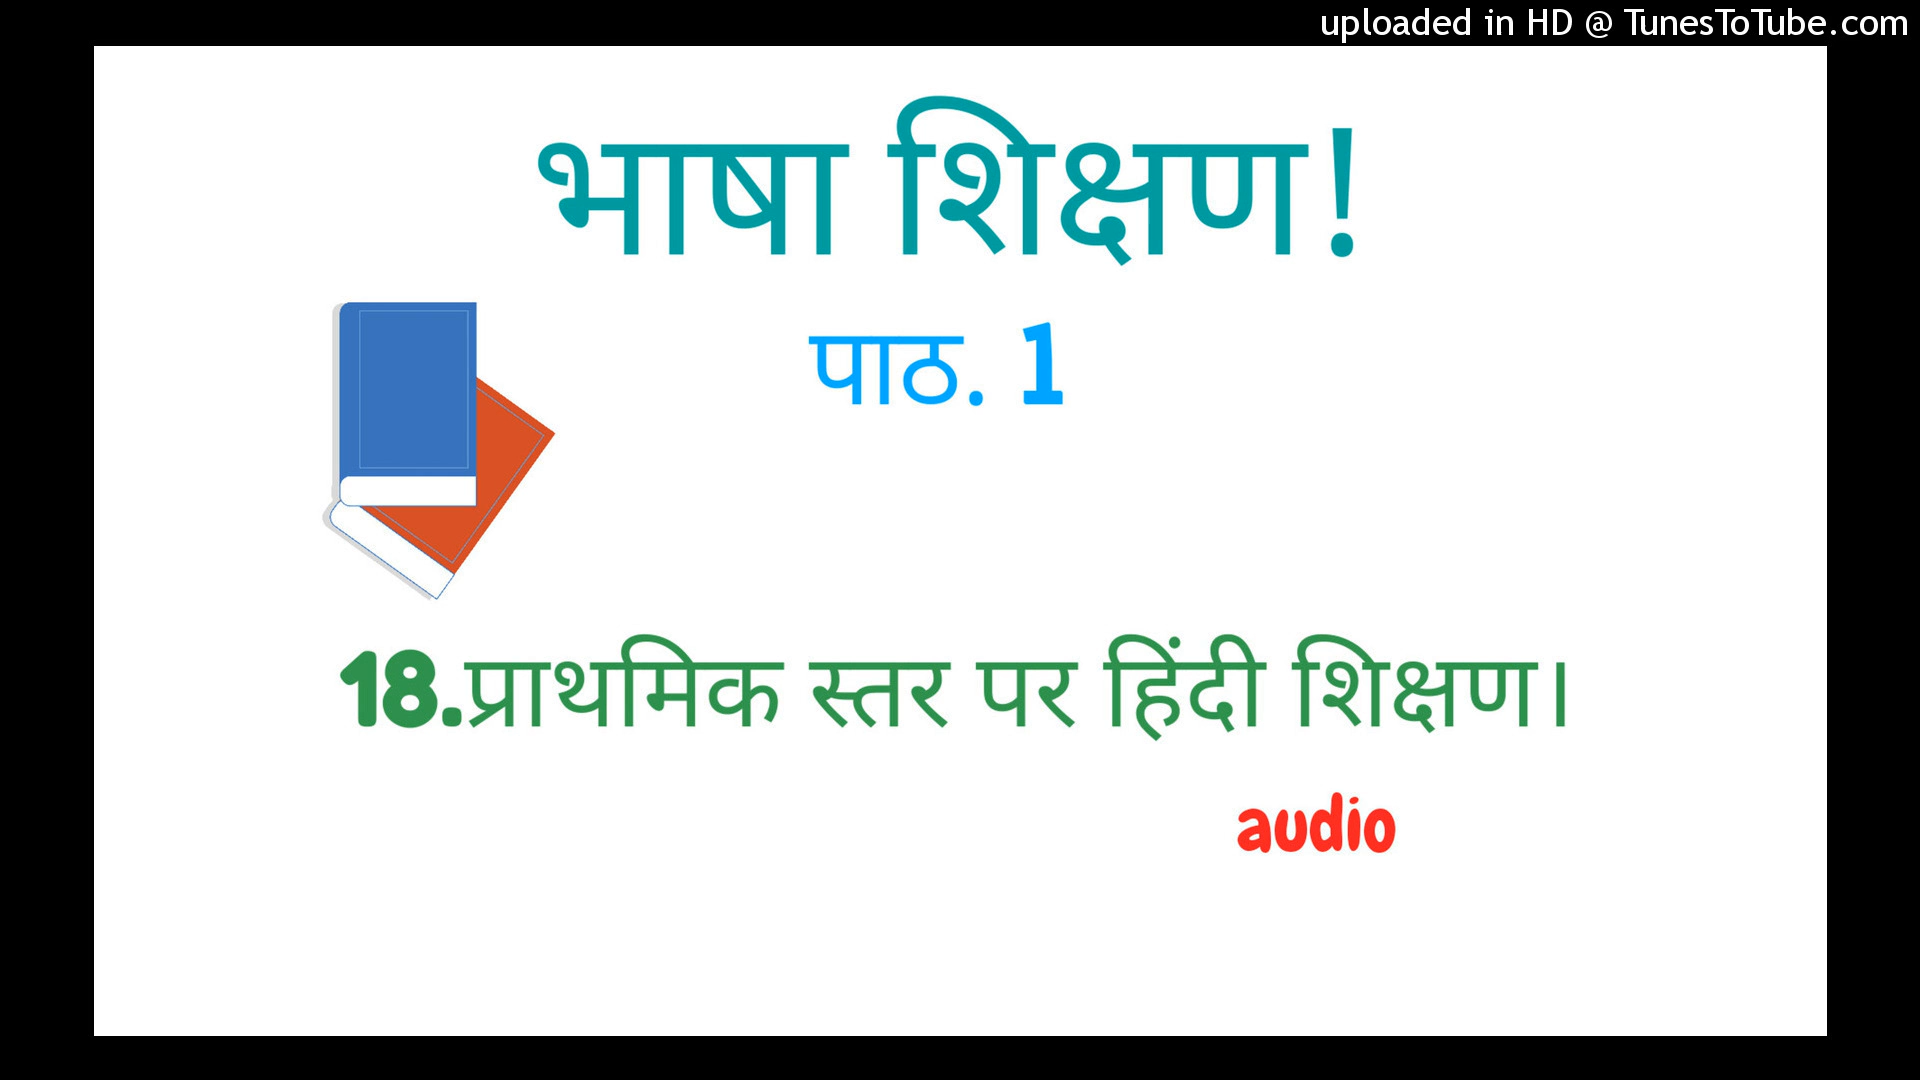 uploaded in HD @ TunesToTube.com
भाषा शिक्षण!
पाठ. 1
18.प्राथमिक स्तर पर हिंदी शिक्षण।
audio